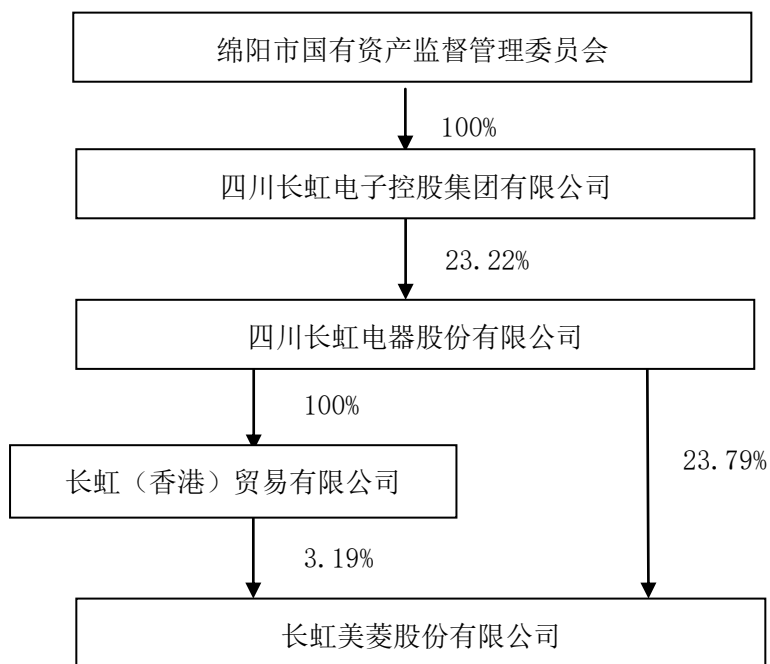 绵阳市国有资产监督管理委员会
100%
四川长虹电子控股集团有限公司
23.22%
四川长虹电器股份有限公司
100%
23.79%
长虹（香港）贸易有限公司
3.19%
长虹美菱股份有限公司